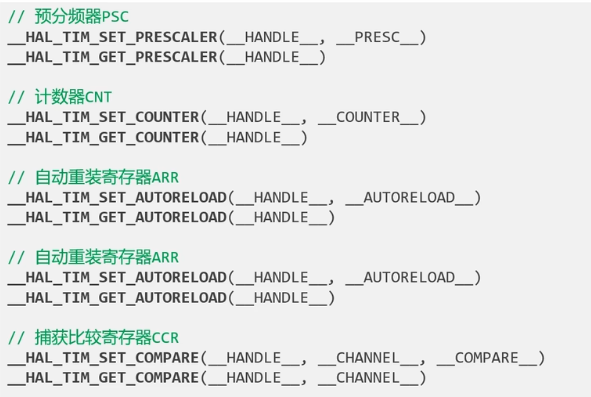 // 预分频器PSC
__HAL_TIM_SET_PRESCALER(__HANDLE__, __PRESC__)
__HAL_TIM_GET_PRESCALER(__HANDLE__)
// 计数器CNT
__HAL_TIM_SET_COUNTER(__HANDLE__, __COUNTER__)
__HAL_TIM_GET_COUNTER(__HANDLE__)
// 自动重装寄存器ARR
__HAL_TIM_SET_AUTORELOAD(__HANDLE__, __AUTORELOAD__)
__HAL_TIM_GET_AUTORELOAD(__HANDLE__)
// 自动重装寄存器ARR
__HAL_TIM_SET_AUTORELOAD(__HANDLE__, __AUTORELOAD__)
__HAL_TIM_GET_AUTORELOAD(__HANDLE__)
// 捕获比较寄存器CCR
__HAL_TIM_SET_COMPARE(__HANDLE__, __CHANNEL__, __COMPARE__)
__HAL_TIM_GET_COMPARE(__HANDLE__, __CHANNEL__)